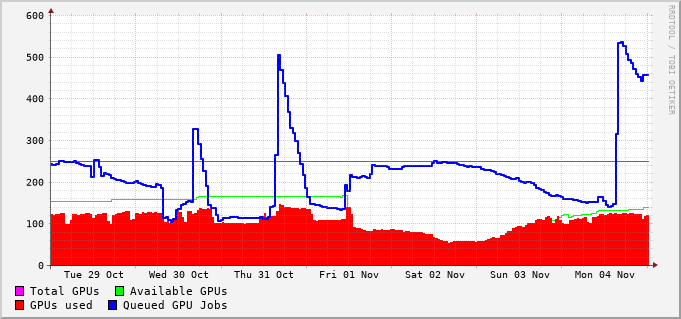 600
500
400
300
200
100
0
Tue 29 Oct Wed 30 Oct Thu 31 Oct Fri 01 Nov Sat 02 Nov Sun 03 Nov Mon 04 Nov
Total GPUs Available GPUs
GPUs used Queued GPU Jobs
RRDTOOL / TOBI OETIKER